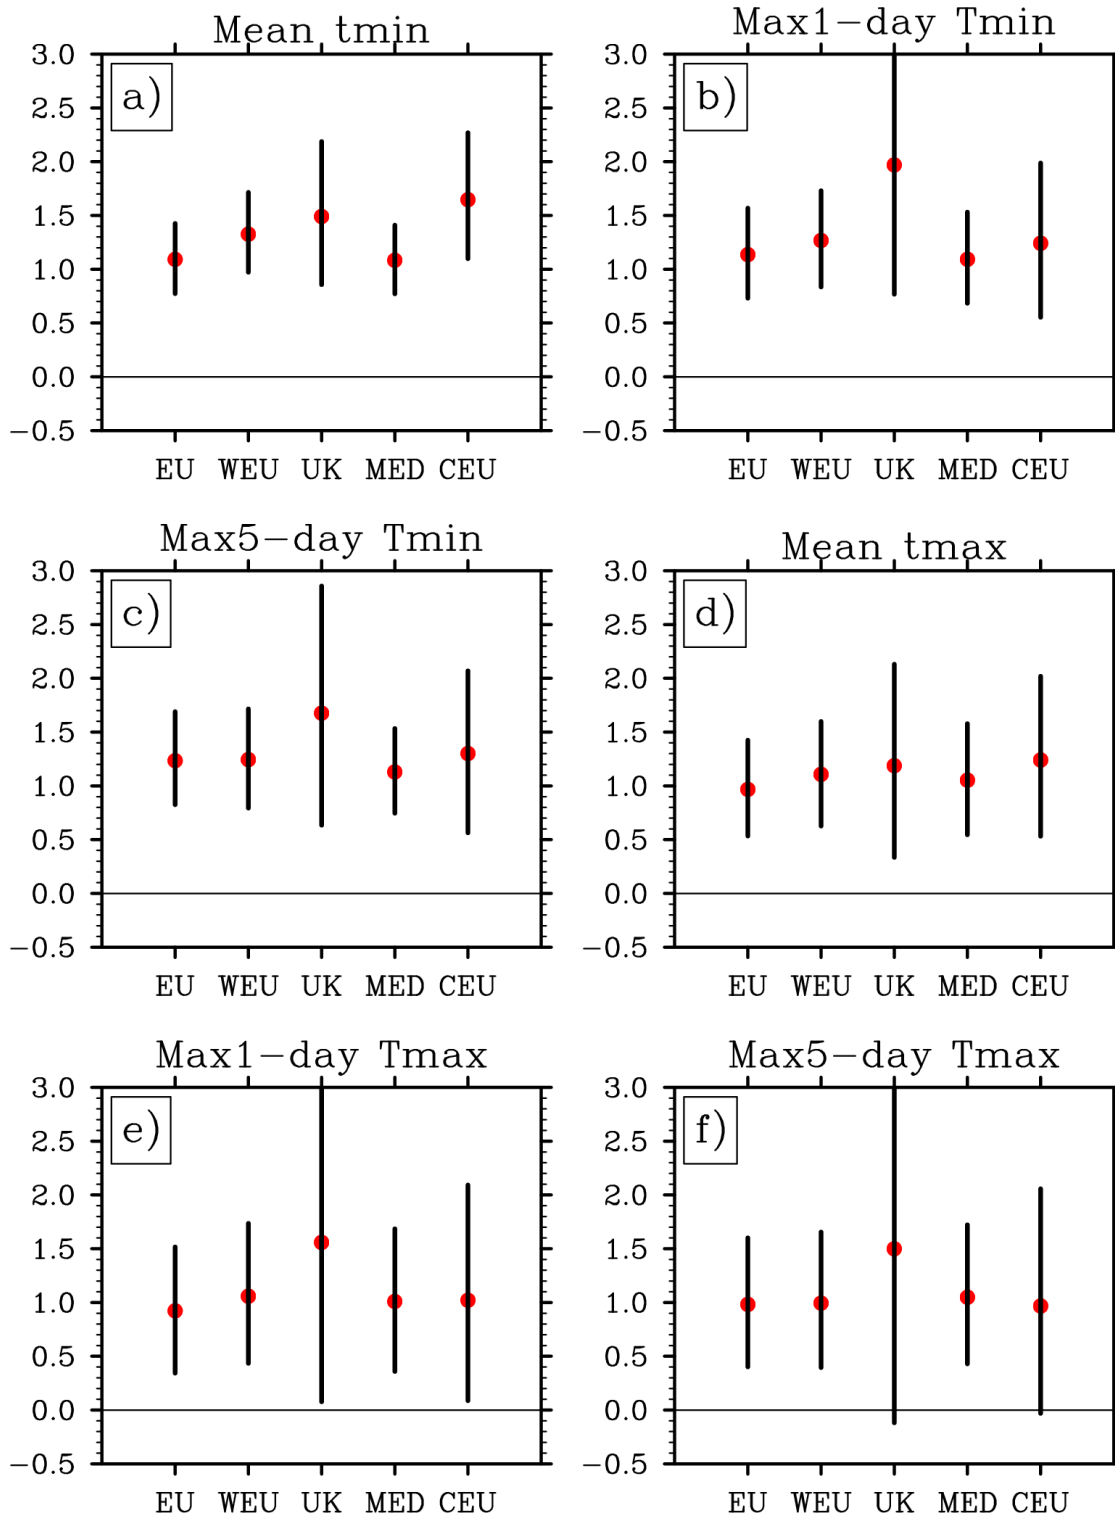 Mean tmin
a)
3.0
2.5
2.0
1.5
1.0
0.5
0.0
−0.5
EU WEU UK MED CEU
Max1−day Tmin
b)
3.0
2.5
2.0
1.5
1.0
0.5
0.0
−0.5
EU WEU UK MED CEU
Max5−day Tmin
c)
3.0
2.5
2.0
1.5
1.0
0.5
0.0
−0.5
EU WEU UK MED CEU
Mean tmax
d)
3.0
2.5
2.0
1.5
1.0
0.5
0.0
−0.5
EU WEU UK MED CEU
Max1−day Tmax
e)
3.0
2.5
2.0
1.5
1.0
0.5
0.0
−0.5
EU WEU UK MED CEU
Max5−day Tmax
f)
3.0
2.5
2.0
1.5
1.0
0.5
0.0
−0.5
EU WEU UK MED CEU